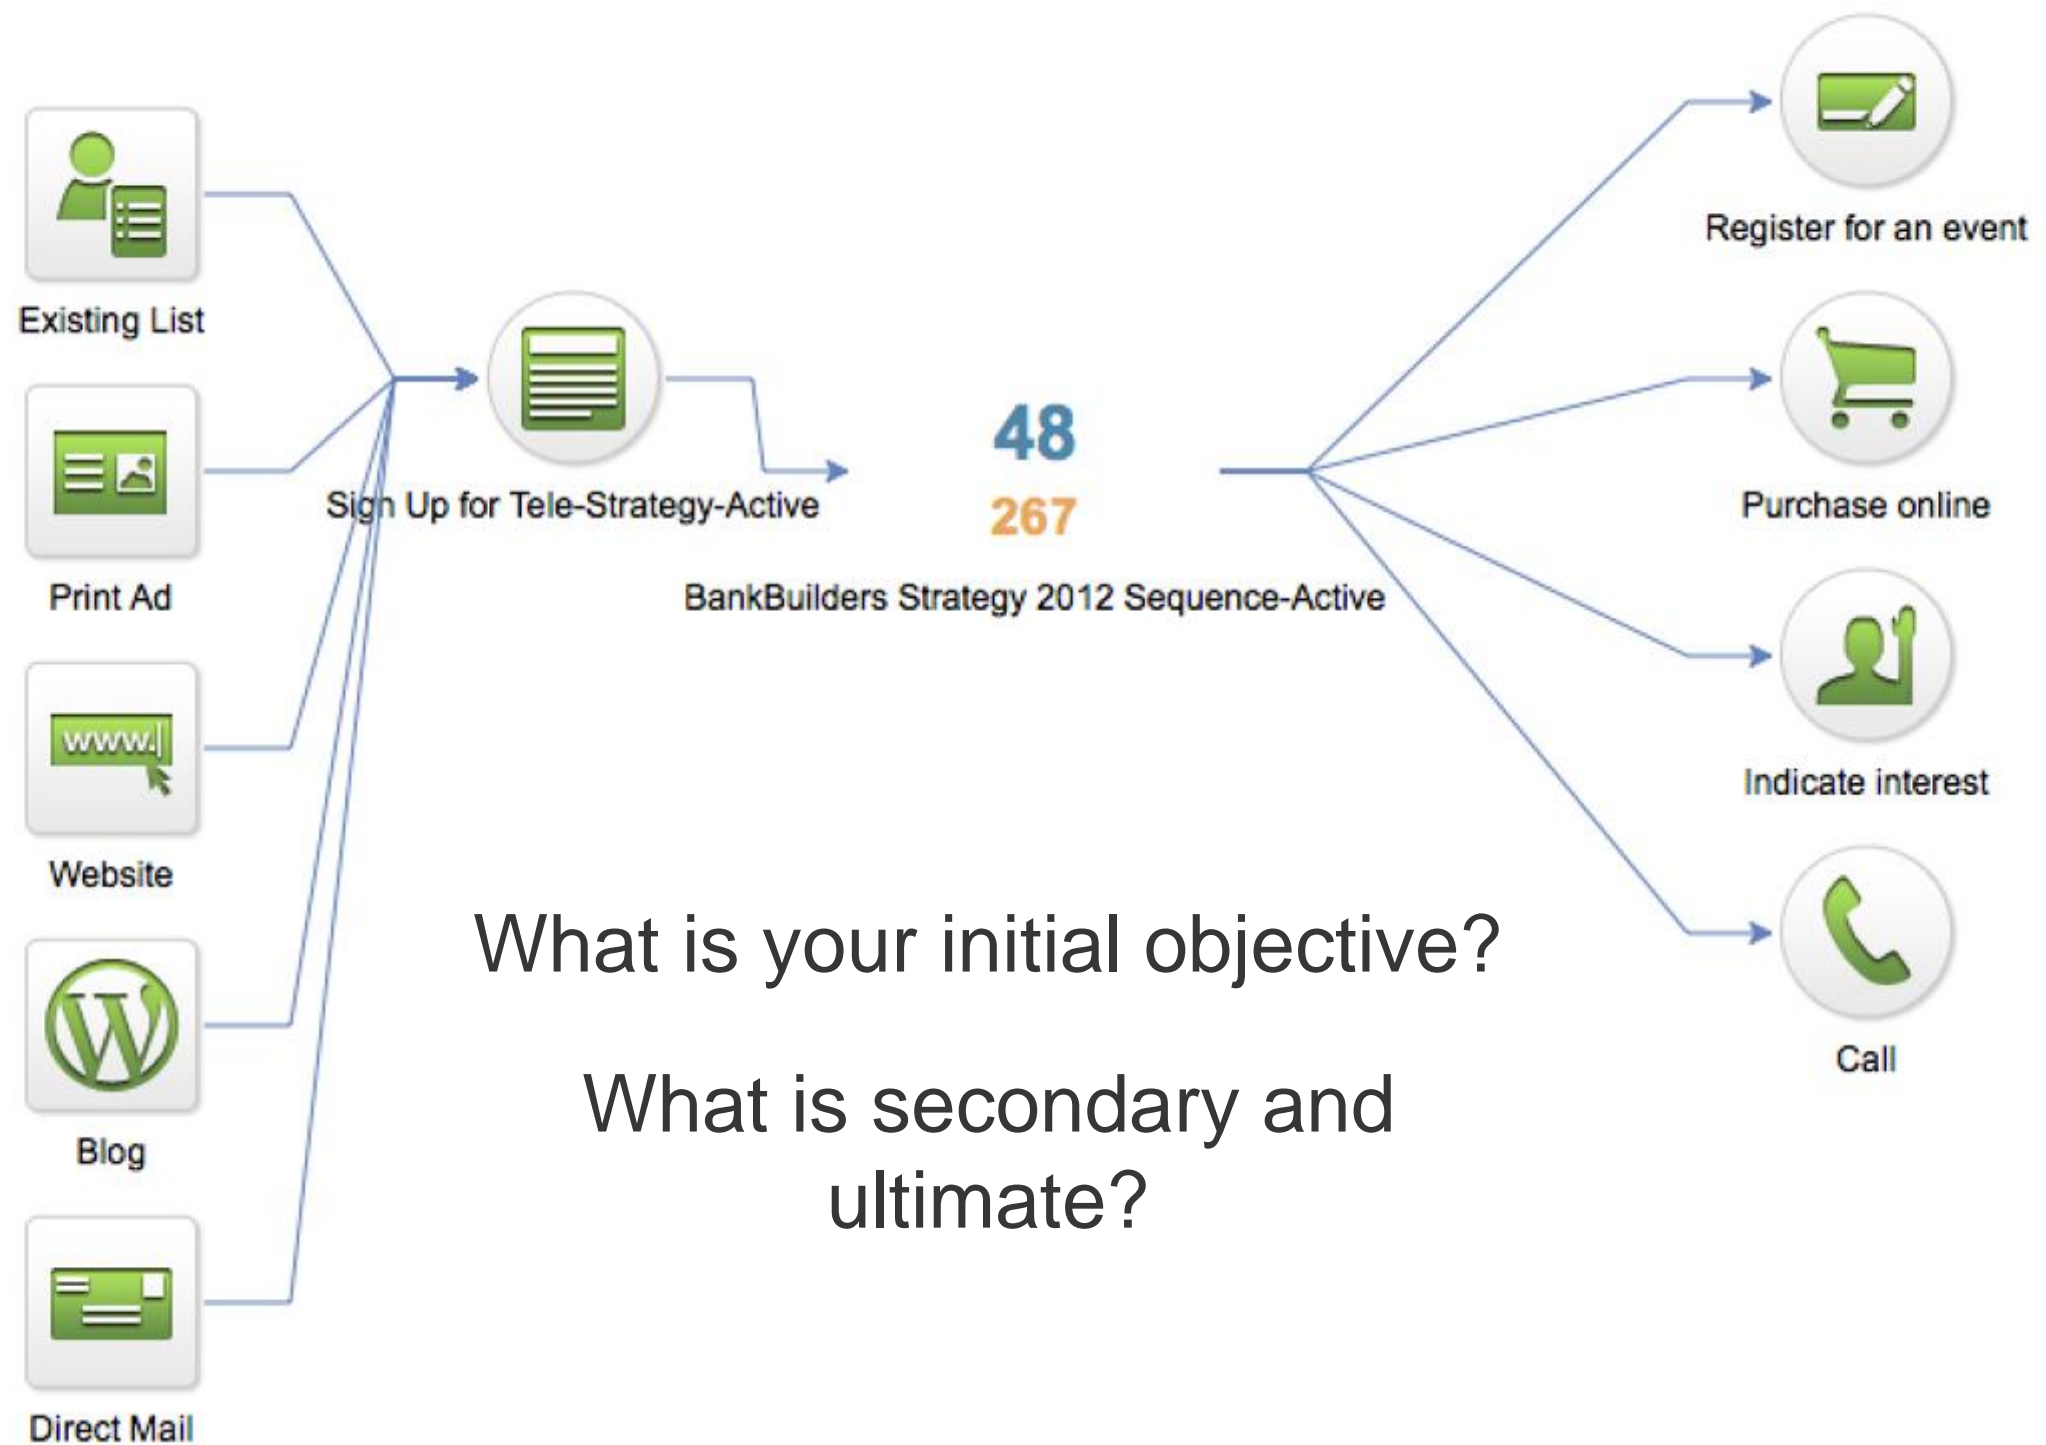 Existing List
Print Ad
www.
Website
Blog
Direct Mail
Sign Up for Tele-Strategy-Active
48
267
BankBuilders Strategy 2012 Sequence-Active
Register for an event
Purchase online
Indicate interest
Call
What is your initial objective?
What is secondary and
ultimate?